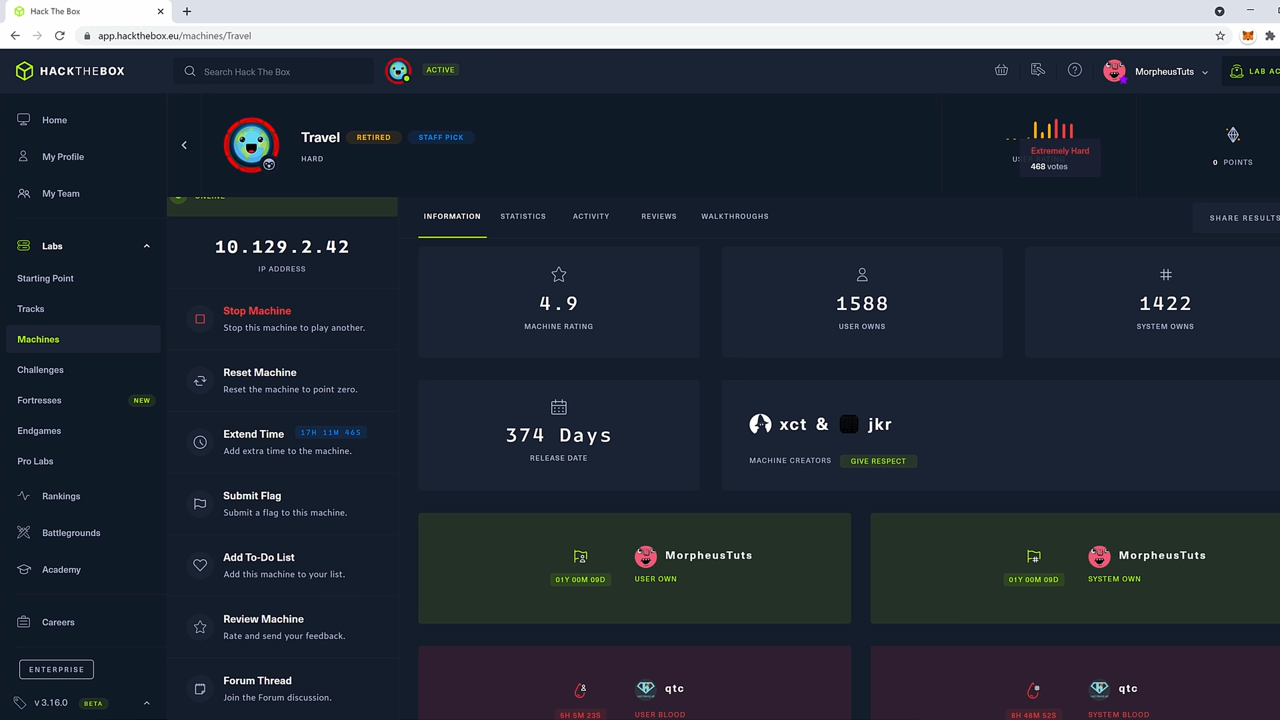 Hack The Box
app.hackthebox.eu/machines/Travel
HACKTHEBOX
Search Hack The Box
ACTIVE
MorpheusTuts
LAB AC
Home
My Profile
My Team
Labs
Starting Point
Tracks
Machines
Challenges
Fortresses NEW
Endgames
Pro Labs
Rankings
Battlegrounds
Academy
Careers
ENTERPRISE
v 3.16.0 BETA
Travel RETIRED STAFF PICK
HARD
Extremely Hard
468 votes
0 POINTS
ONLINE
10.129.2.42
IP ADDRESS
Stop Machine
Stop this machine to play another.
Reset Machine
Reset the machine to point zero.
Extend Time 17H 11M 46S
Add extra time to the machine.
Submit Flag
Submit a flag to this machine.
Add To-Do List
Add this machine to your list.
Review Machine
Rate and send your feedback.
Forum Thread
Join the Forum discussion.
INFORMATION STATISTICS ACTIVITY REVIEWS WALKTHROUGHS
SHARE RESULTS
4.9
MACHINE RATING
1588
USER OWNS
1422
SYSTEM OWNS
374 Days
RELEASE DATE
xct & jkr
MACHINE CREATORS GIVE RESPECT
MorpheusTuts
01Y 00M 09D USER OWN
MorpheusTuts
01Y 00M 09D SYSTEM OWN
qtc
5H 5M 23S USER BLOOD
qtc
8H 48M 52S SYSTEM BLOOD